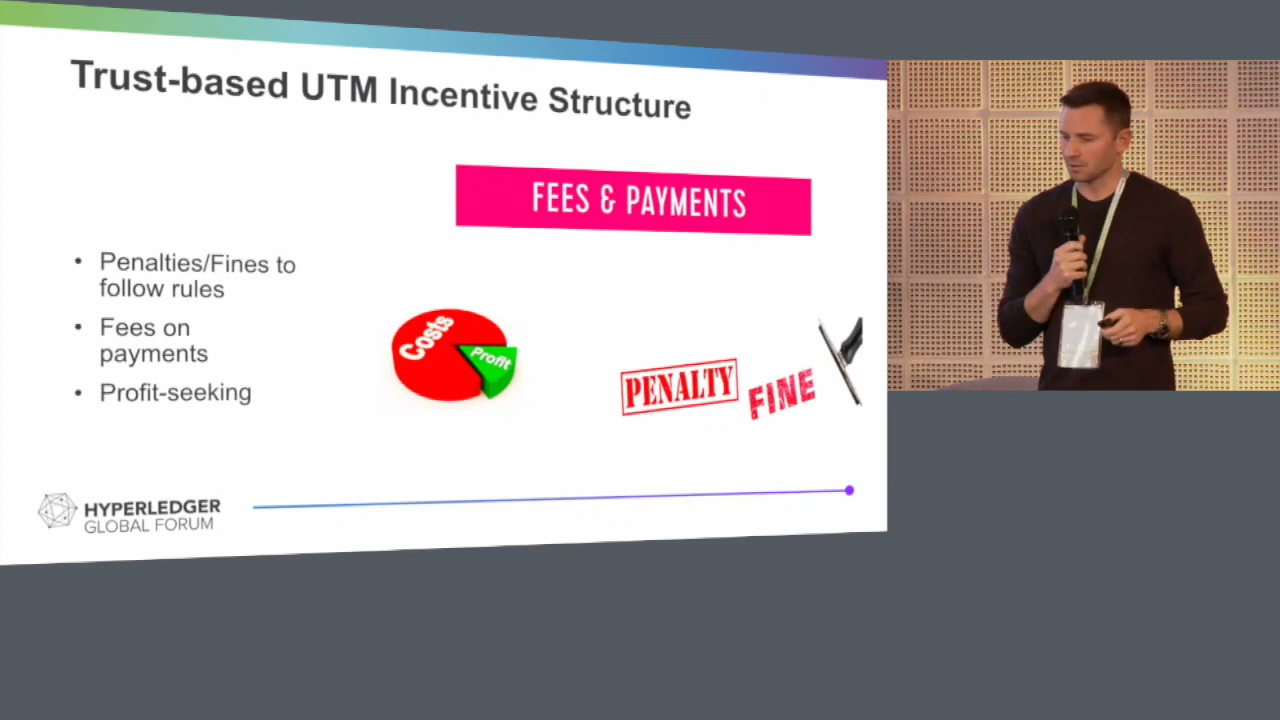 Trust-based UTM Incentive Structure
FEES & PAYMENTS
• Penalties/Fines to
follow rules
• Fees on
payments
• Profit-seeking
Costs
Profit
PENALTY
FINE
HYPERLEDGER
GLOBAL FORUM